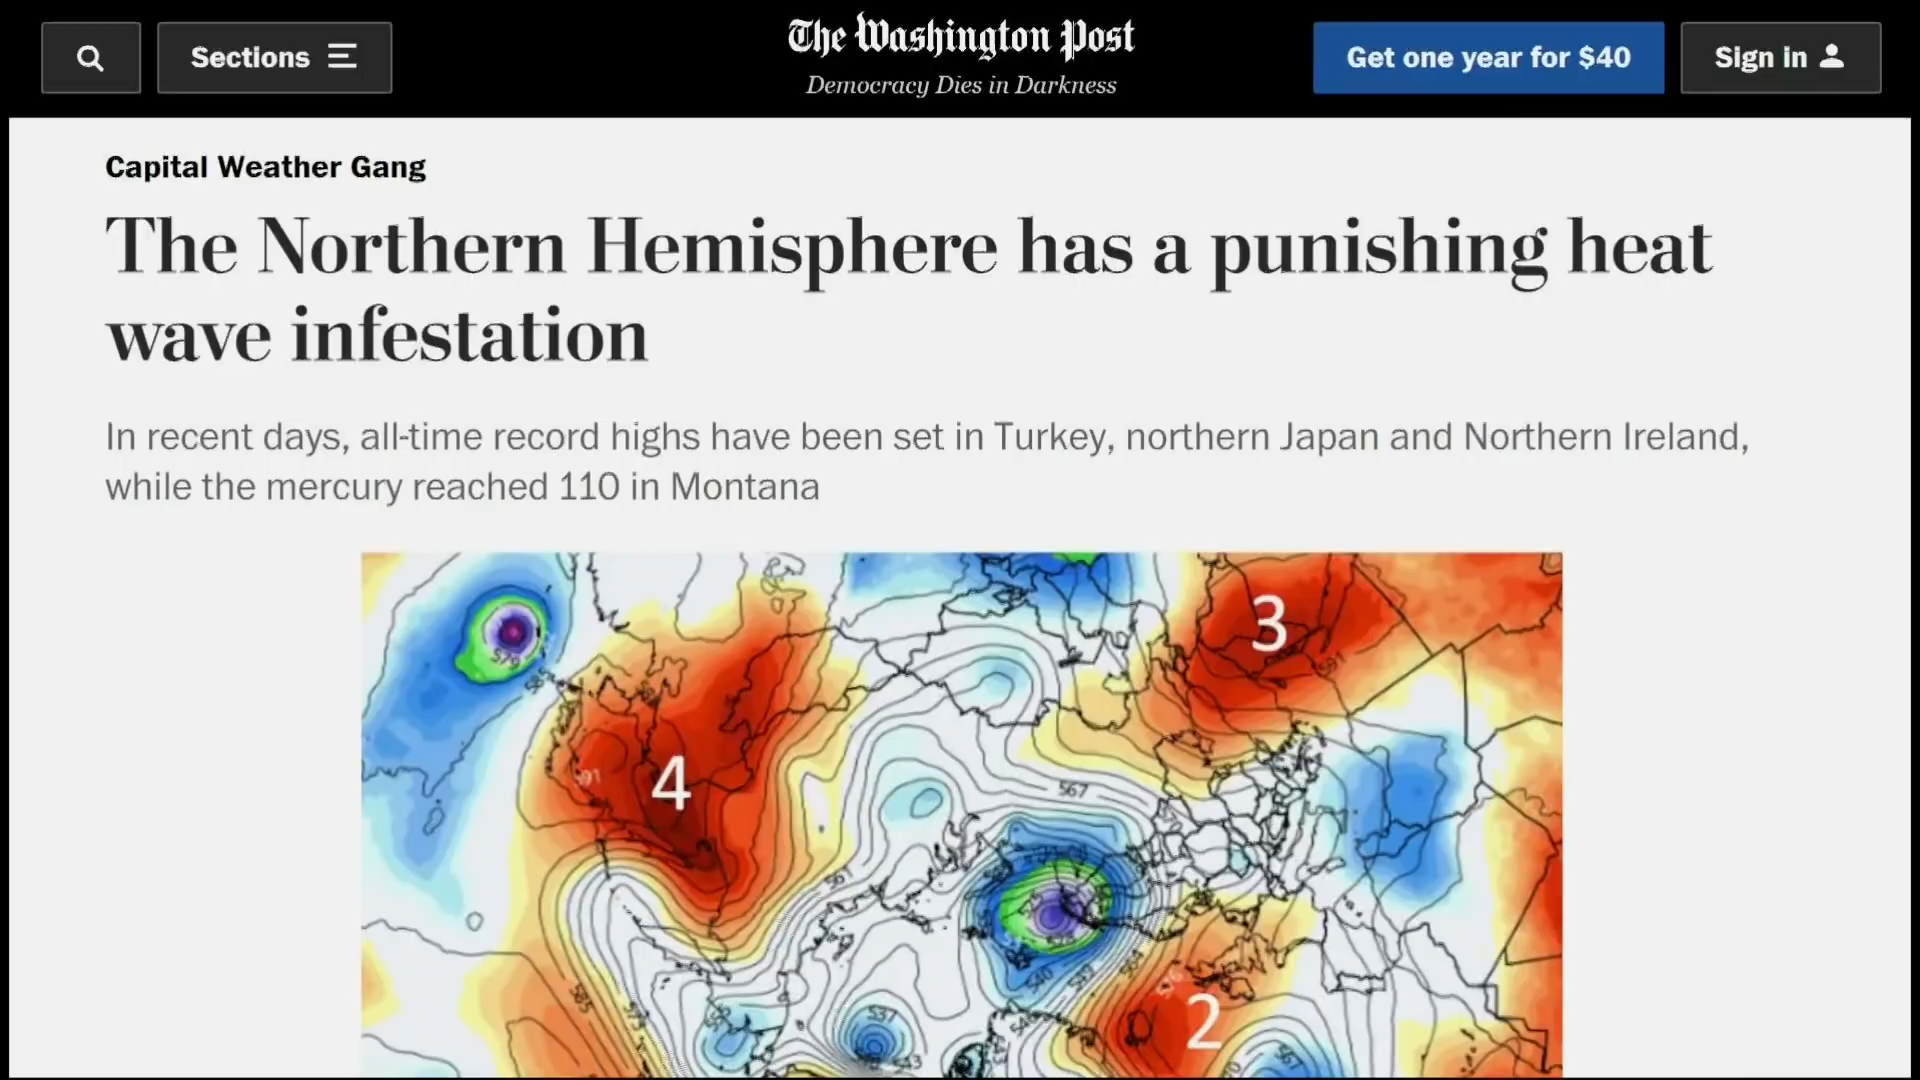 Sections
The Washington Post
Democracy Dies in Darkness
Get one year for $40
Sign in
Capital Weather Gang
The Northern Hemisphere has a punishing heat
wave infestation
In recent days, all-time record highs have been set in Turkey, northern Japan and Northern Ireland,
while the mercury reached 110 in Montana
3
4
567
2